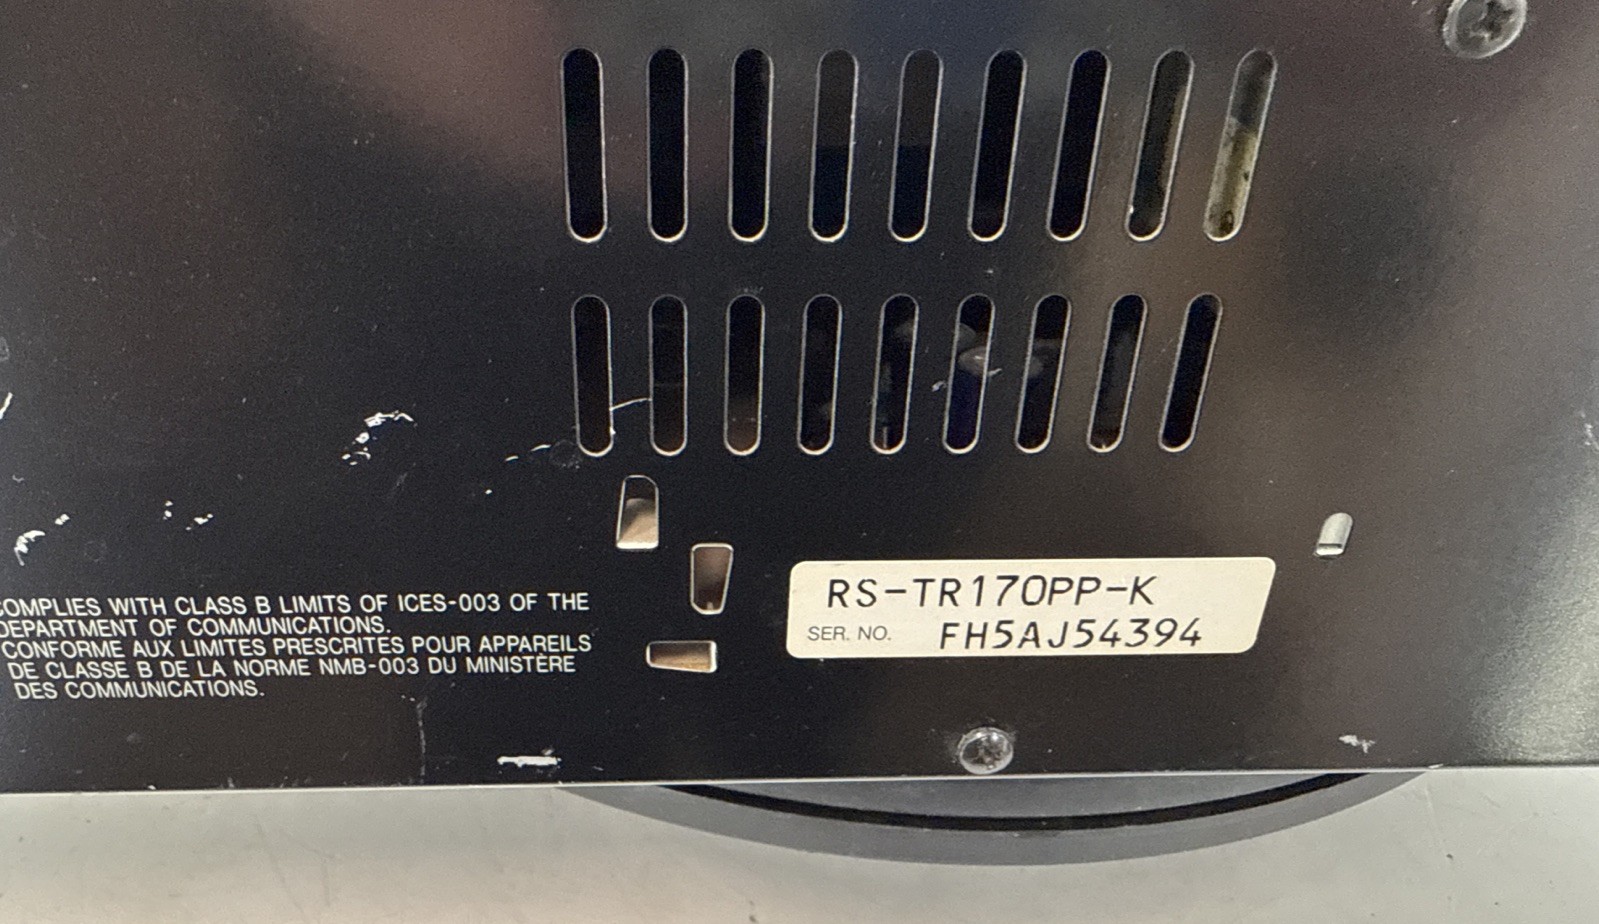 COMPLIES WITH CLASS B LIMITS OF ICES-003 OF THE
DEPARTMENT OF COMMUNICATIONS.
CONFORME AUX LIMITES PRESCRITES POUR APPAREILS
DE CLASSE B DE LA NORME NMB-003 DU MINISTÈRE
DES COMMUNICATIONS.
RS-TR170PP-K
SER. NO. FH5AJ54394